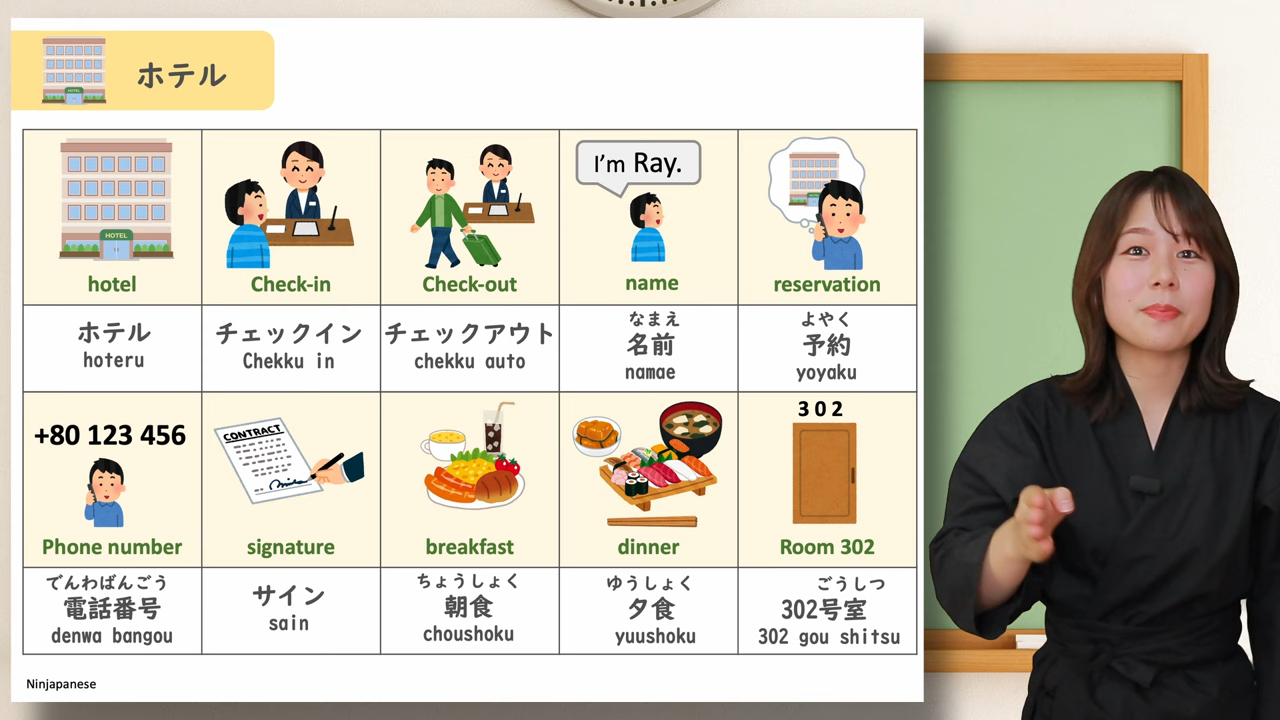 ホテル
I'm Ray.
HOTEL
hotel
Check-in
Check-out
name
reservation
ホテル
hoteru
チェックイン
Chekku in
チェックアウト
chekku auto
なまえ
名前
namae
よやく
予約
yoyaku
+80 123 456
CONTRACT
302
Phone number
signature
breakfast
dinner
Room 302
でんわばんごう
電話番号
denwa bangou
サイン
sain
ちょうしょく
朝食
choushoku
ゆうしょく
夕食
yuushoku
ごうしつ
302号室
302 gou shitsu
Ninjapanese